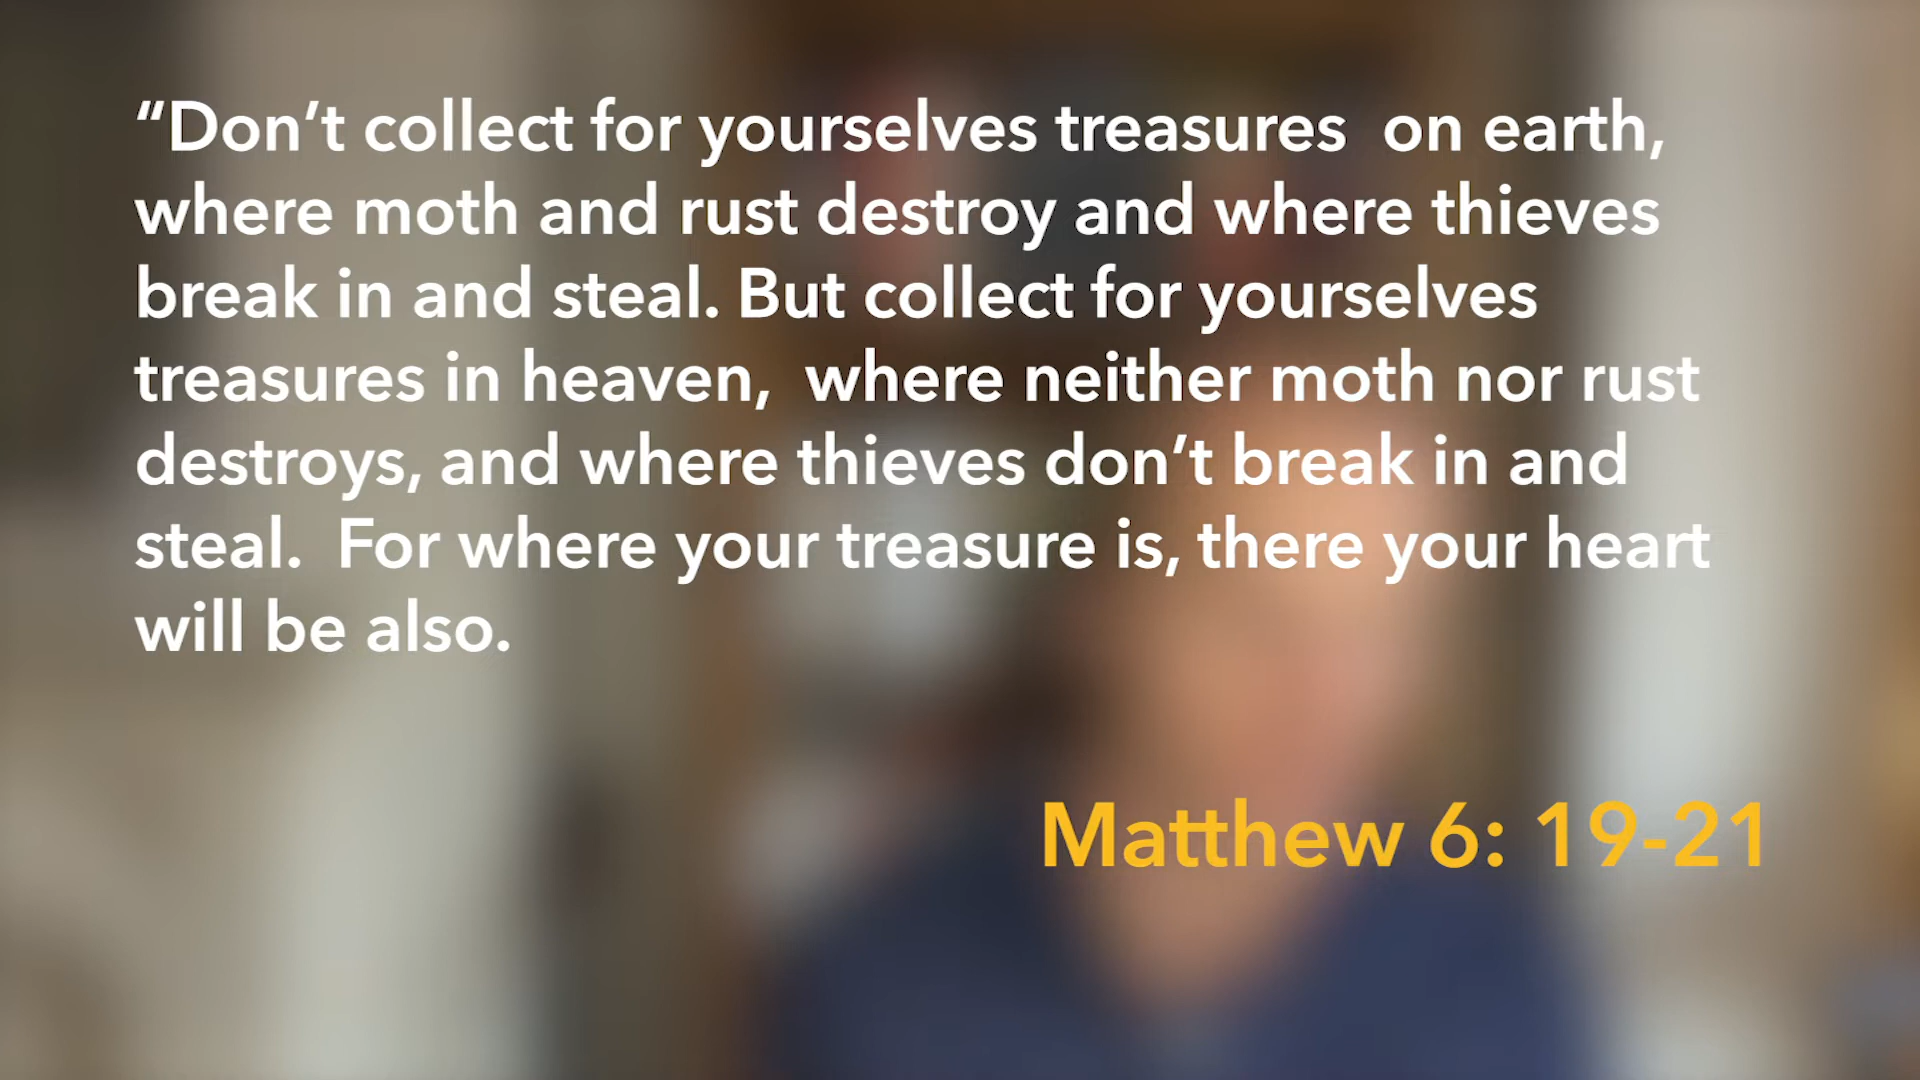 “Don’t collect for yourselves treasures  on earth,
where moth and rust destroy and where thieves
break in and steal. But collect for yourselves
treasures in heaven,  where neither moth nor rust
destroys, and where thieves don’t break in and
steal.  For where your treasure is, there your heart
will be also.
Matthew 6: 19-21